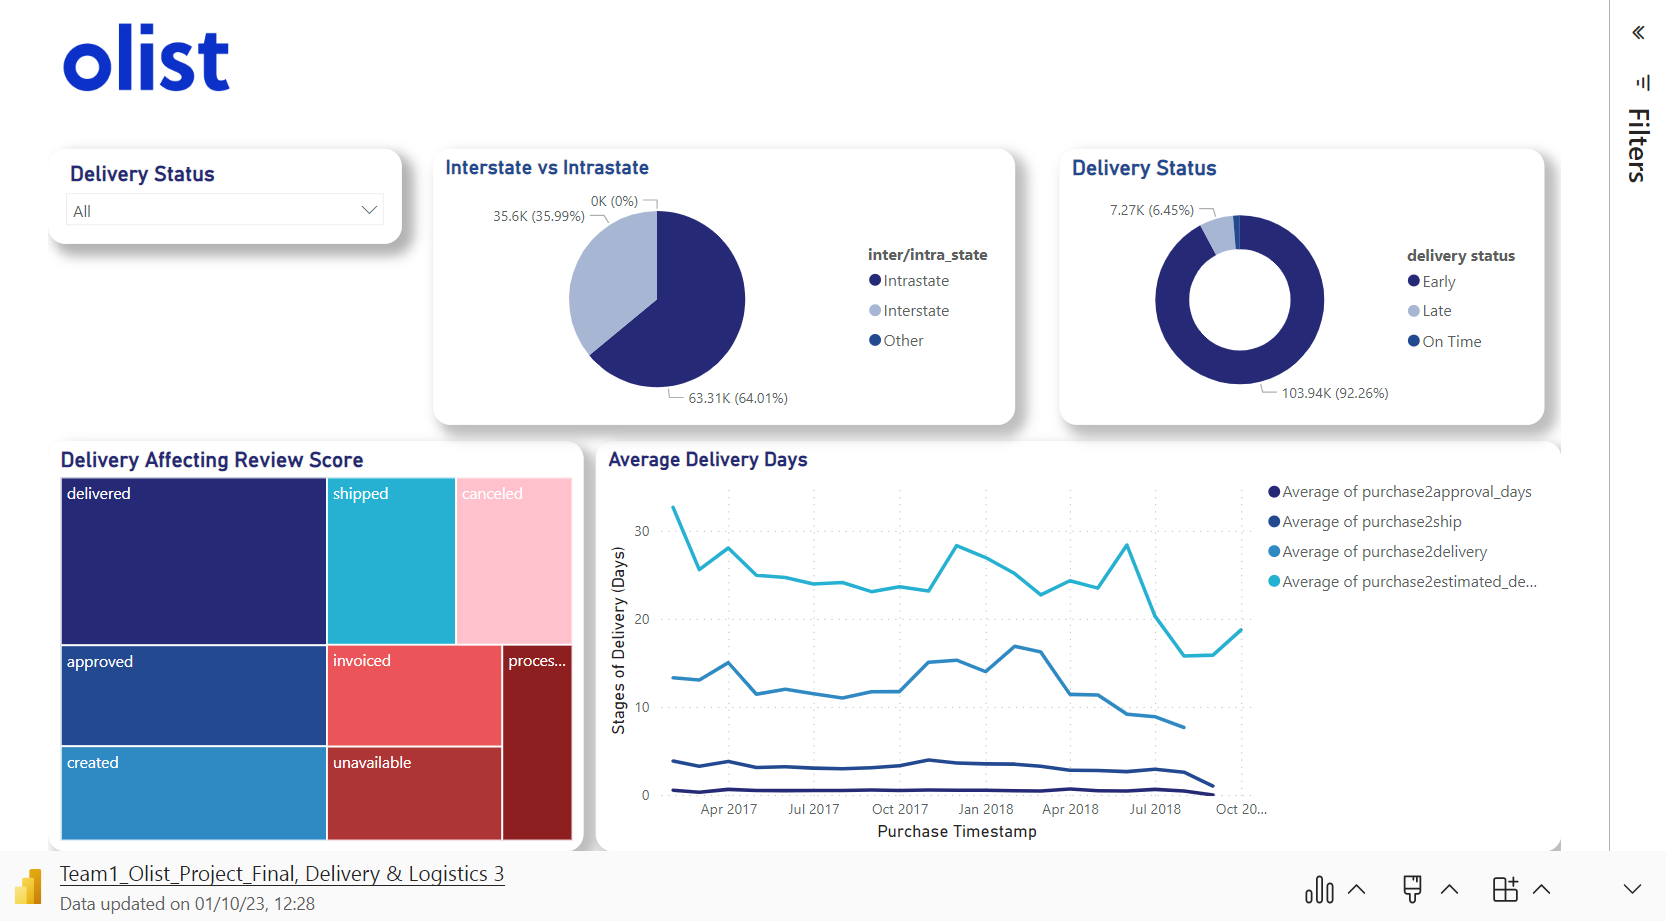 olist
Delivery Status
All
Interstate vs Intrastate
0K (0%)
35.6K (35.99%)
63.31K (64.01%)
inter/intra_state
Intrastate
Interstate
Other
Delivery Status
7.27K (6.45%)
103.94K (92.26%)
delivery status
Early
Late
On Time
Filters
Delivery Affecting Review Score
delivered
shipped
canceled
approved
invoiced
proces...
created
unavailable
Average Delivery Days
Stages of Delivery (Days)
30
20
10
0
Apr 2017
Jul 2017
Oct 2017
Jan 2018
Apr 2018
Jul 2018
Oct 20...
Purchase Timestamp
Average of purchase2approval_days
Average of purchase2ship
Average of purchase2delivery
Average of purchase2estimated_de...
Team1_Olist_Project_Final, Delivery & Logistics 3
Data updated on 01/10/23, 12:28